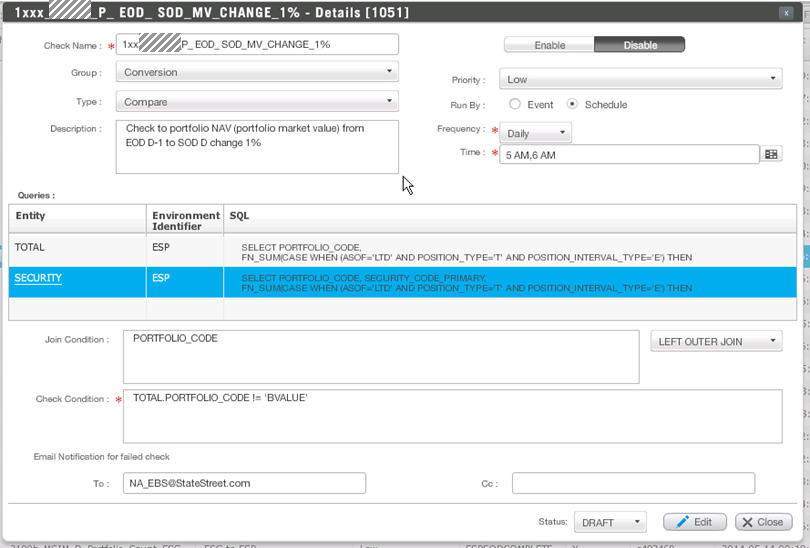 1xxx_ P_ EOD_ SOD_MV_CHANGE_1% - Details [1051]
x
Check Name : * 1xx P_ EOD_ SOD_MV_CHANGE_1%
Enable Disable
Group : Conversion
Priority : Low
Type : Compare
Run By : Event Schedule
Description : Check to portfolio NAV (portfolio market value) from
EOD D-1 to SOD D change 1%
Frequency : * Daily
Time : * 5 AM,6 AM
Queries :
Entity Environment Identifier SQL
TOTAL ESP SELECT PORTFOLIO_CODE,
FN_SUM(CASE WHEN (ASOF='LTD' AND POSITION_TYPE='T' AND POSITION_INTERVAL_TYPE='E') THEN
SECURITY ESP SELECT PORTFOLIO_CODE, SECURITY_CODE_PRIMARY,
FN_SUM(CASE WHEN (ASOF='LTD' AND POSITION_TYPE='T' AND POSITION_INTERVAL_TYPE='E') THEN
Join Condition : PORTFOLIO_CODE
LEFT OUTER JOIN
Check Condition : * TOTAL.PORTFOLIO_CODE != 'BVALUE'
Email Notification for failed check
To : NA_EBS@StateStreet.com
Cc :
Status: DRAFT Edit Close